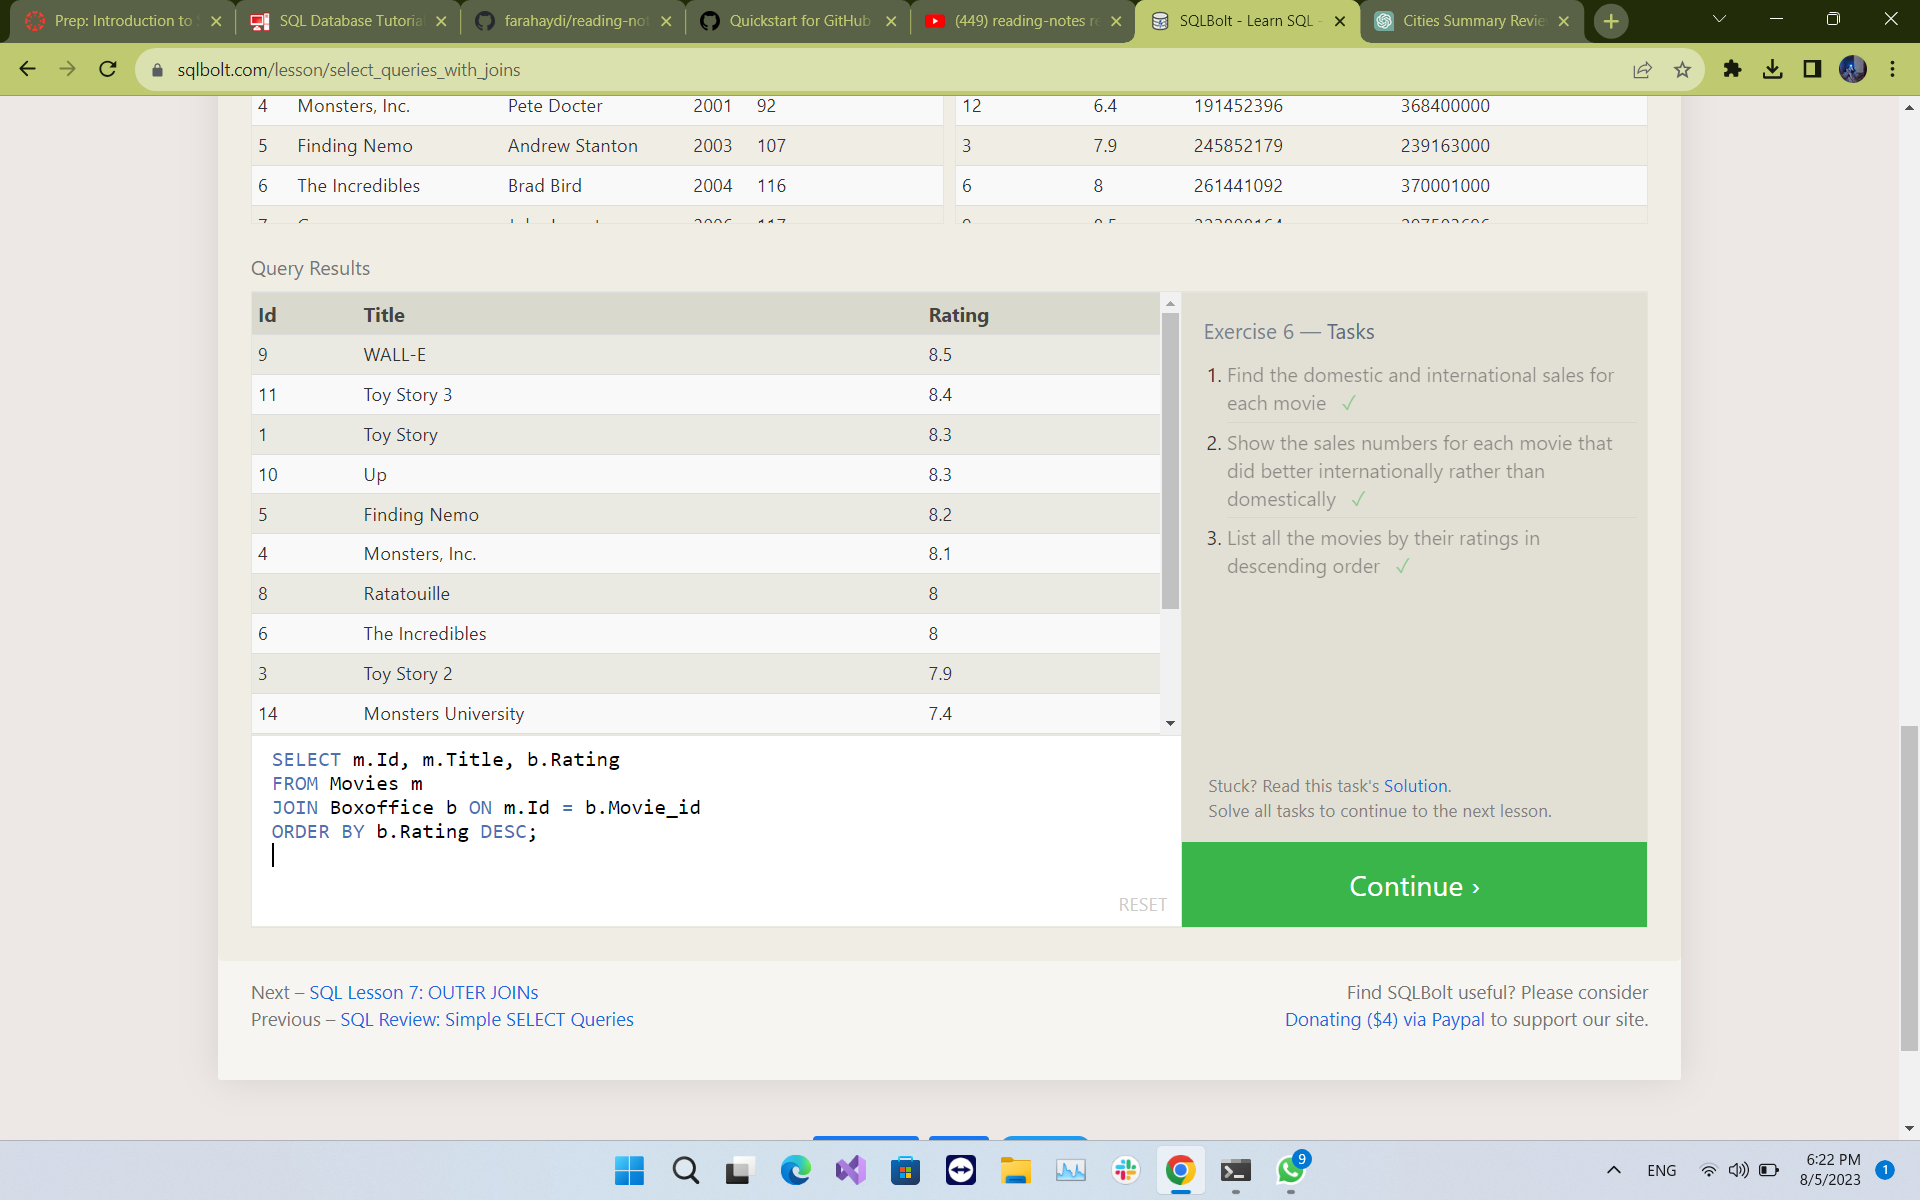 Prep: Introduction to
SQL Database Tutoria
farahaydi/reading-not
Quickstart for GitHub
(449) reading-notes re
SQLBolt - Learn SQL -
Cities Summary Revie
sqlbolt.com/lesson/select_queries_with_joins
4 Monsters, Inc. Pete Docter 2001 92
12 6.4 191452396 368400000
5 Finding Nemo Andrew Stanton 2003 107
3 7.9 245852179 239163000
6 The Incredibles Brad Bird 2004 116
6 8 261441092 370001000
Query Results
Id Title Rating
9 WALL-E 8.5
11 Toy Story 3 8.4
1 Toy Story 8.3
10 Up 8.3
5 Finding Nemo 8.2
4 Monsters, Inc. 8.1
8 Ratatouille 8
6 The Incredibles 8
3 Toy Story 2 7.9
14 Monsters University 7.4
Exercise 6 — Tasks
1. Find the domestic and international sales for
each movie ✓
2. Show the sales numbers for each movie that
did better internationally rather than
domestically ✓
3. List all the movies by their ratings in
descending order ✓
SELECT m.Id, m.Title, b.Rating
FROM Movies m
JOIN Boxoffice b ON m.Id = b.Movie_id
ORDER BY b.Rating DESC;
RESET
Stuck? Read this task's Solution.
Solve all tasks to continue to the next lesson.
Continue ›
Next – SQL Lesson 7: OUTER JOINs
Previous – SQL Review: Simple SELECT Queries
Find SQLBolt useful? Please consider
Donating ($4) via Paypal to support our site.
9
ENG
6:22 PM
8/5/2023
1